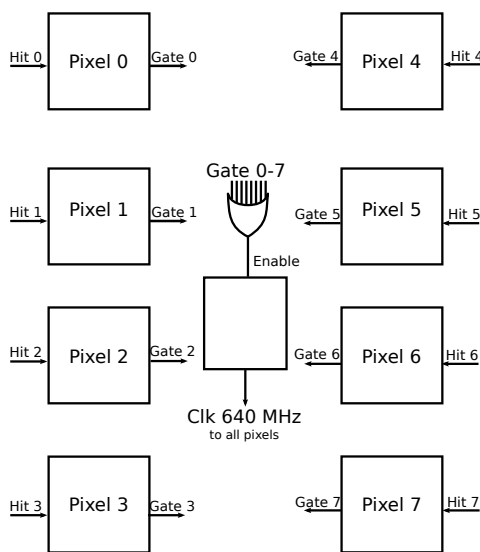 Hit 0
Pixel 0
Gate 0
Gate 4
Pixel 4
Hit 4
Hit 1
Pixel 1
Gate 1
Gate 0-7
Gate 5
Pixel 5
Hit 5
Enable
Hit 2
Pixel 2
Gate 2
Gate 6
Pixel 6
Hit 6
Clk 640 MHz
to all pixels
Hit 3
Pixel 3
Gate 3
Gate 7
Pixel 7
Hit 7